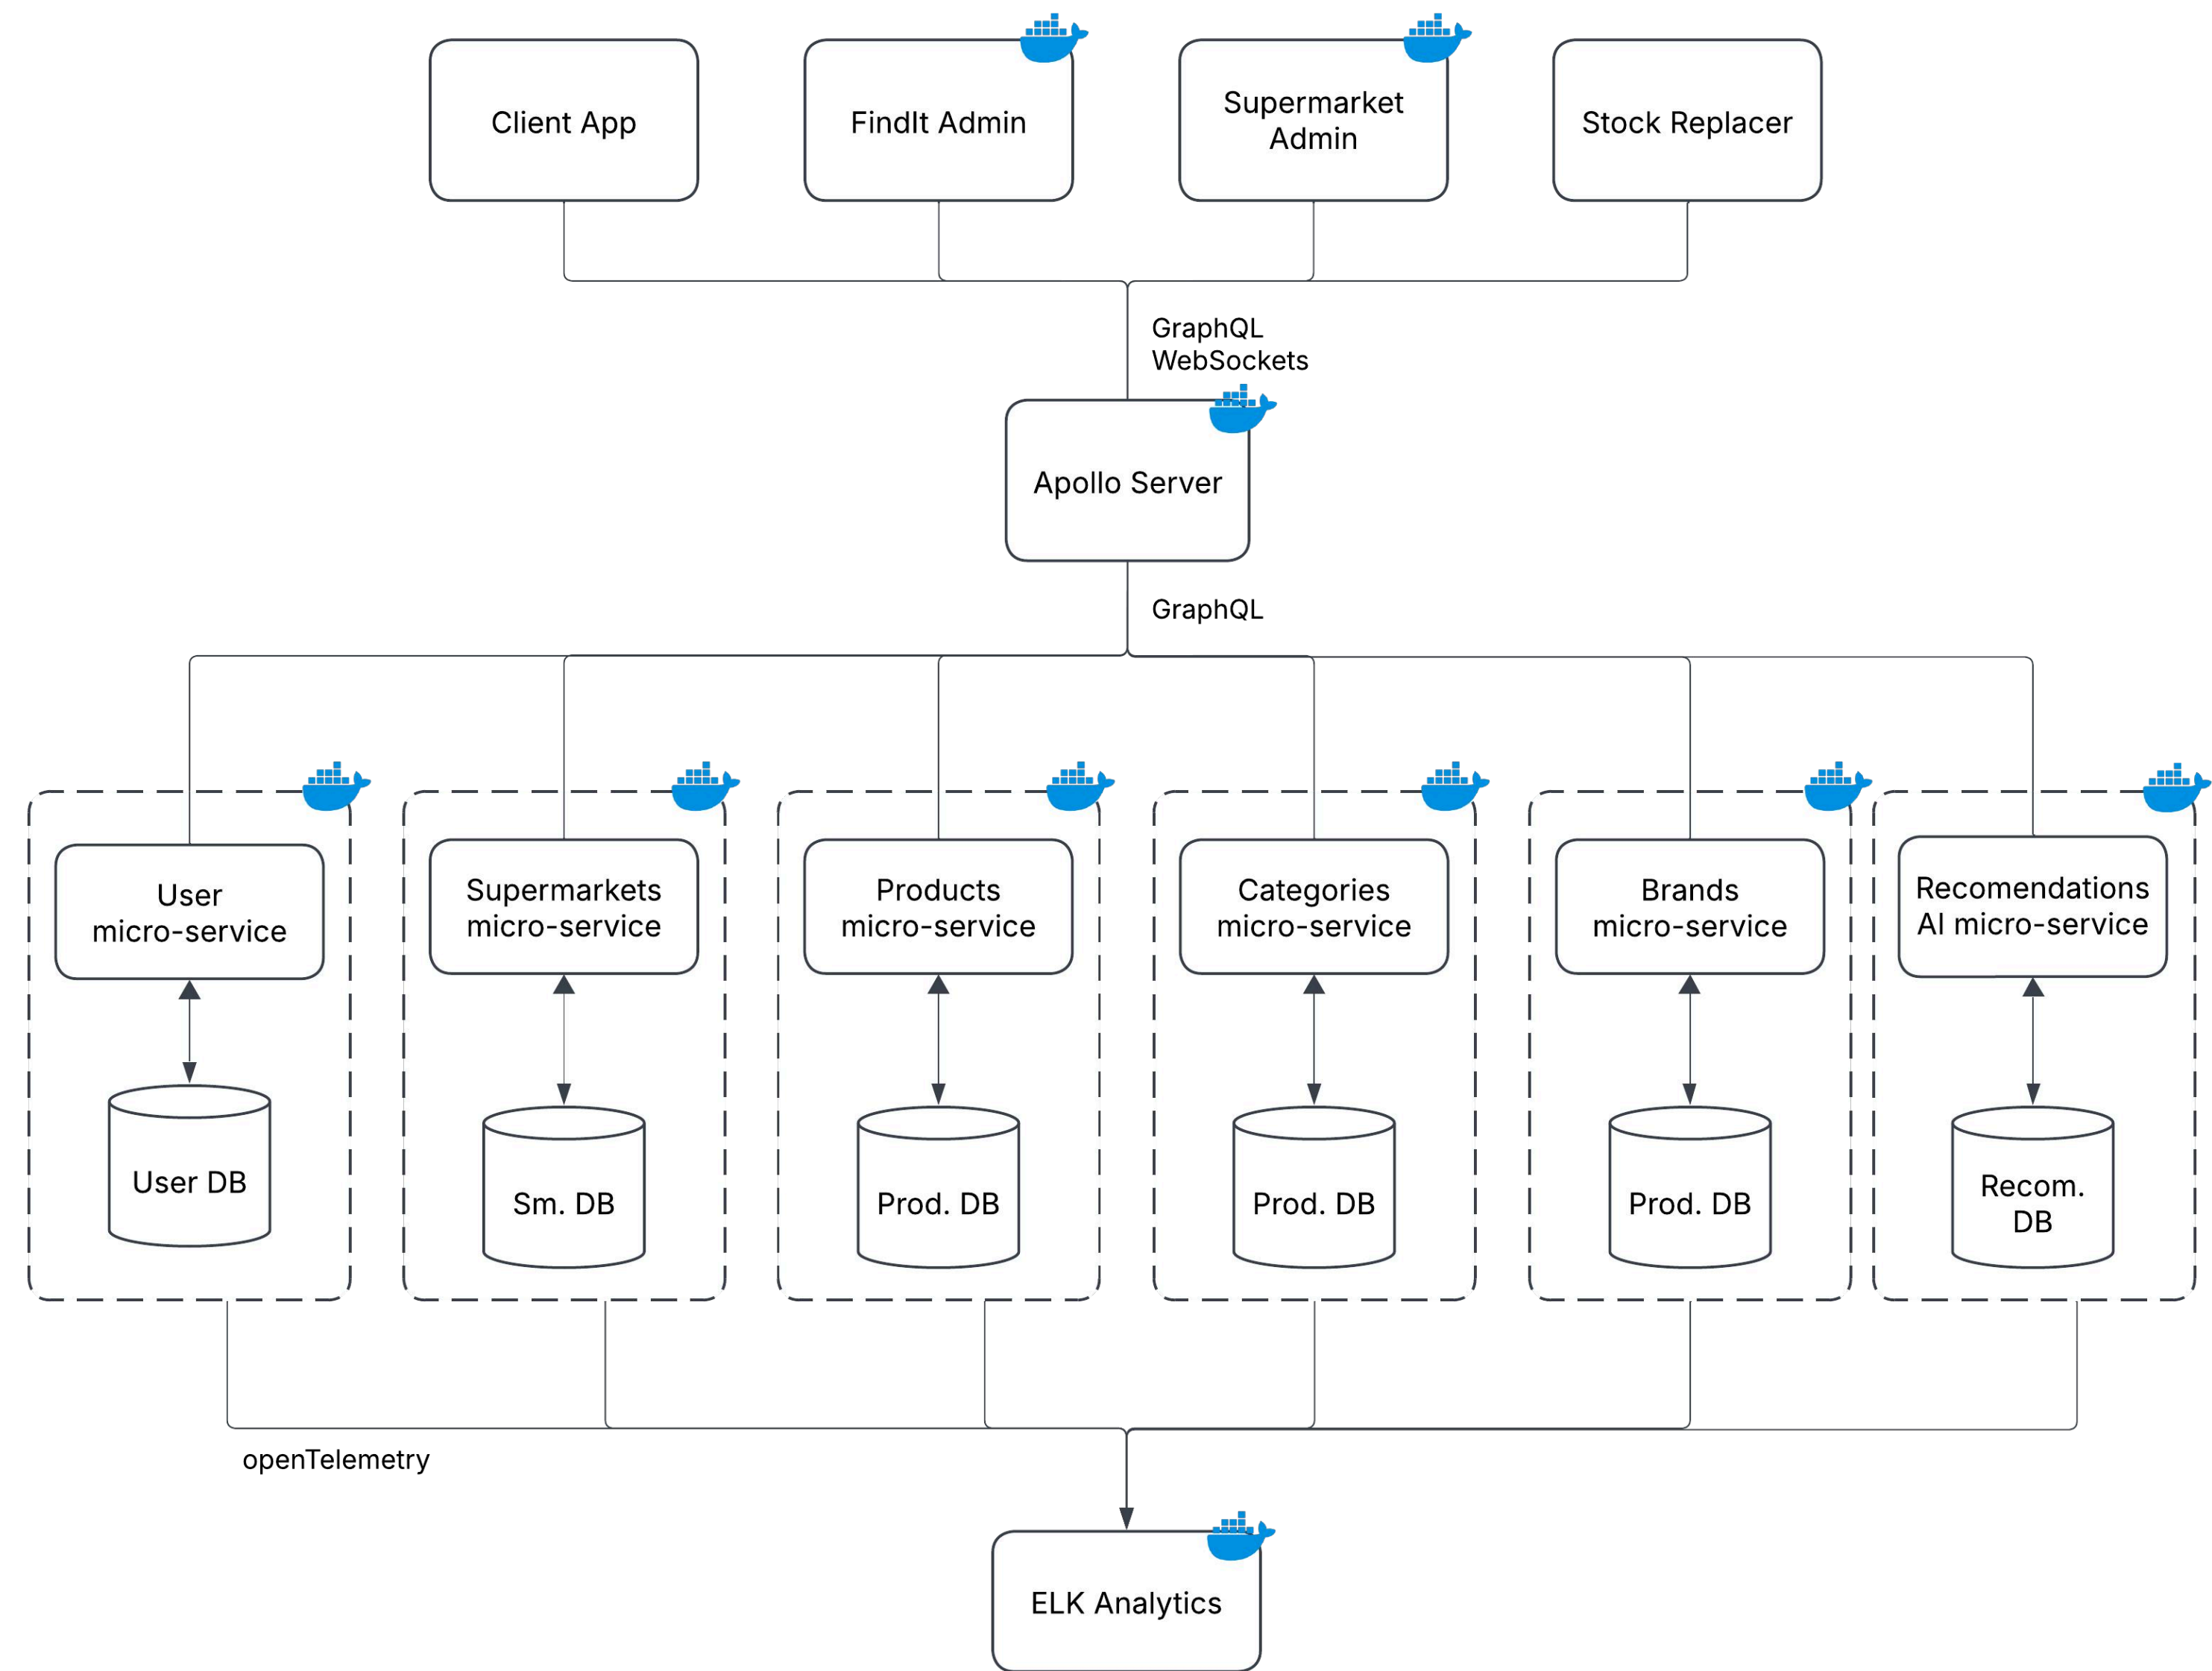 Client App
FindIt Admin
Supermarket
Admin
Stock Replacer
GraphQL
WebSockets
Apollo Server
GraphQL
User
micro-service
Supermarkets
micro-service
Products
micro-service
Categories
micro-service
Brands
micro-service
Recomendations
AI micro-service
User DB
Sm. DB
Prod. DB
Prod. DB
Prod. DB
Recom.
DB
openTelemetry
ELK Analytics